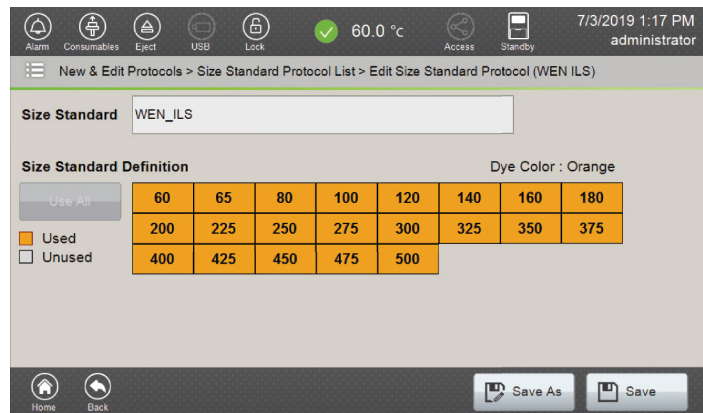 60.0 °c
7/3/2019 1:17 PM
administrator
Alarm Consumables Eject USB Lock Access Standby
New & Edit Protocols > Size Standard Protocol List > Edit Size Standard Protocol (WEN ILS)
Size Standard WEN_ILS
Size Standard Definition Dye Color : Orange
Use All 60 65 80 100 120 140 160 180
Used 200 225 250 275 300 325 350 375
Unused 400 425 450 475 500
Save As Save
Home Back